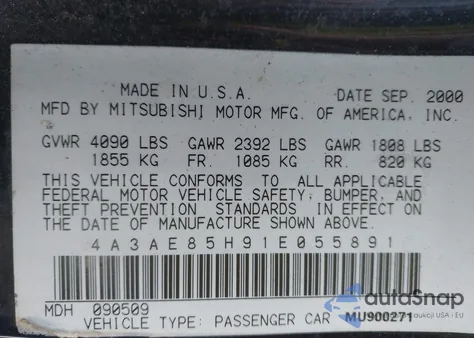 MADE IN U.S.A. DATE SEP. 2000
MFD BY MITSUBISHI MOTOR MFG. OF AMERICA, INC.
GVWR 4090 LBS GAWR 2392 LBS GAWR 1808 LBS
1855 KG FR. 1085 KG RR. 820 KG
THIS VEHICLE CONFORMS TO ALL APPLICABLE
FEDERAL MOTOR VEHICLE SAFETY, BUMPER, AND
THEFT PREVENTION STANDARDS IN EFFECT ON
THE DATE OF MANUFACTURE SHOWN ABOVE.
4A3AE85H91E055891
MDH 090509
VEHICLE TYPE: PASSENGER CAR MU900271
autoSnap
aukcji USA - EU